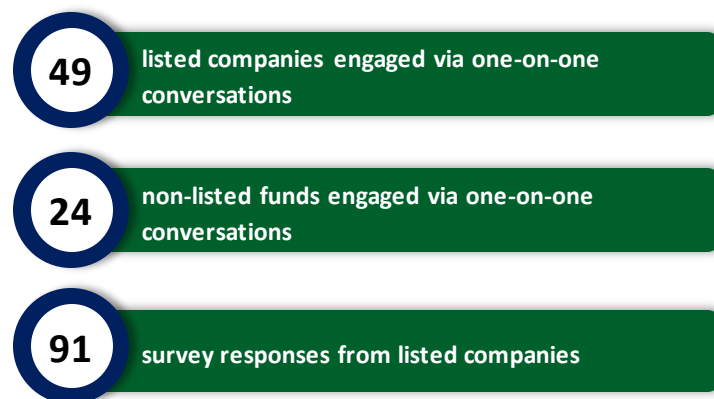 49
listed companies engaged via one-on-one
conversations
24
non-listed funds engaged via one-on-one
conversations
91
survey responses from listed companies